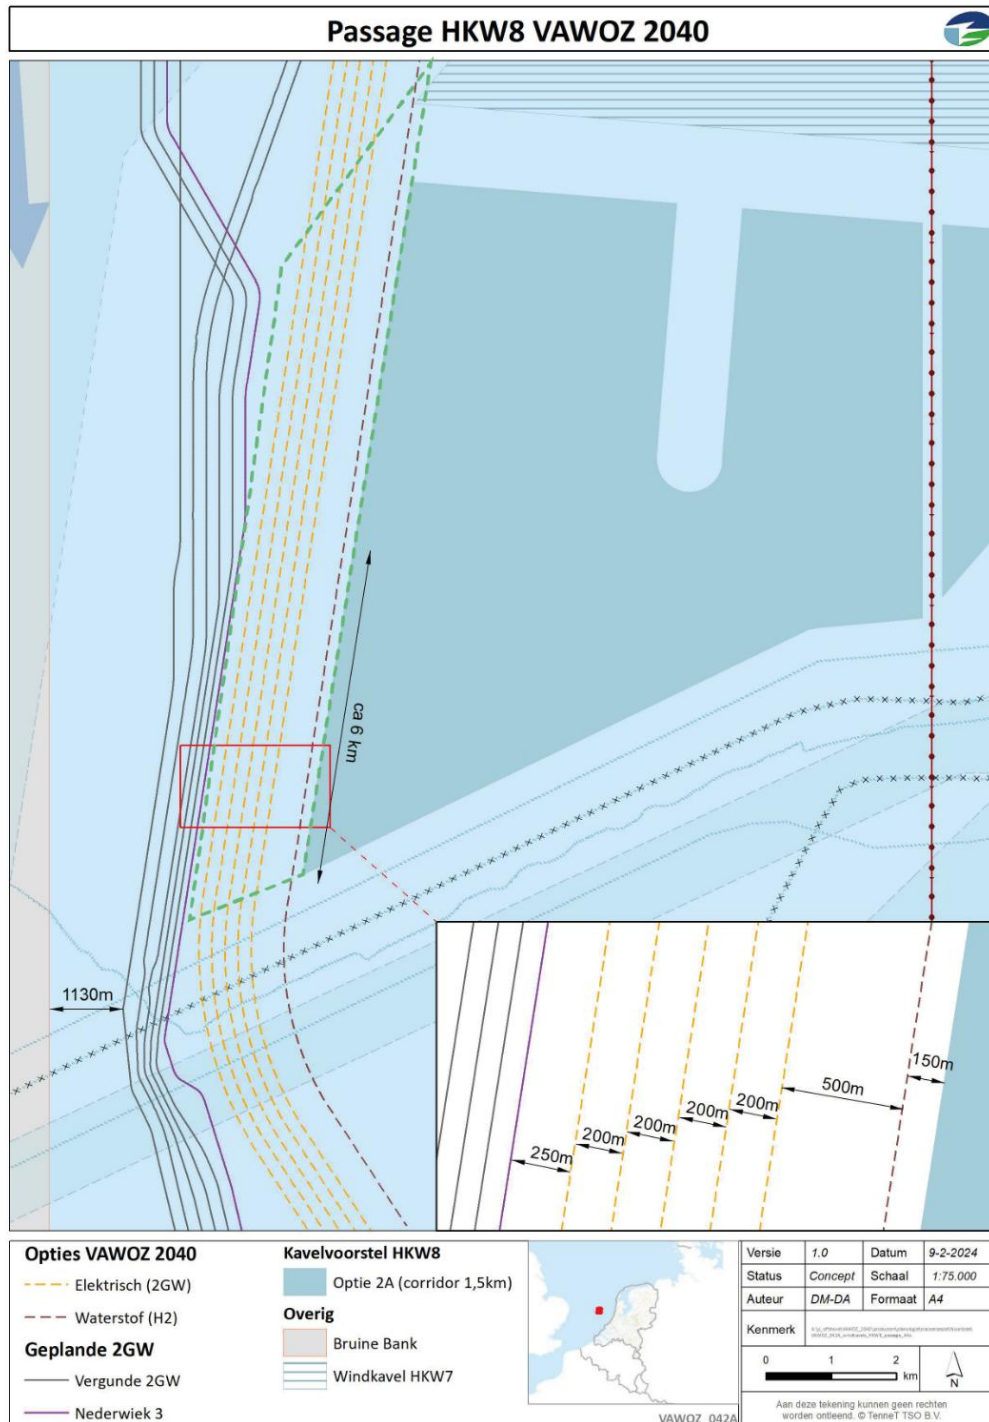 Passage HKW8 VAWOZ 2040
ca 6 km
1130m
250m
200m
200m
200m
200m
500m
150m
Opties VAWOZ 2040
Elektrisch (2GW)
Waterstof (H2)
Geplande 2GW
Vergunde 2GW
Nederwiek 3
Kavelvoorstel HKW8
Optie 2A (corridor 1,5km)
Overig
Bruine Bank
Windkavel HKW7
VAWOZ_042A
Versie 1.0 Datum 9-2-2024
Status Concept Schaal 1:75.000
Auteur DM-DA Formaat A4
Kenmerk
0 1 2
km
N
Aan deze tekening kunnen geen rechten
worden ontleend. © TenneT TSO B.V.